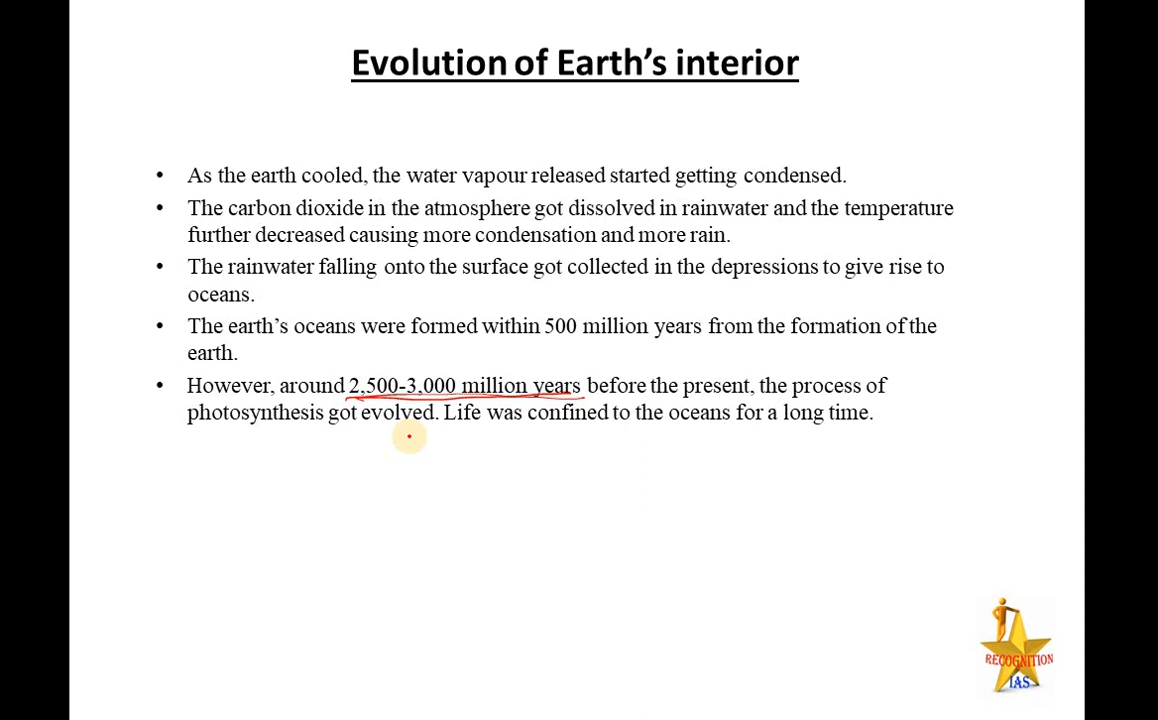 Evolution of Earth's interior
• As the earth cooled, the water vapour released started getting condensed.
• The carbon dioxide in the atmosphere got dissolved in rainwater and the temperature
further decreased causing more condensation and more rain.
• The rainwater falling onto the surface got collected in the depressions to give rise to
oceans.
• The earth's oceans were formed within 500 million years from the formation of the
earth.
• However, around 2,500-3,000 million years before the present, the process of
photosynthesis got evolved. Life was confined to the oceans for a long time.
RECOGNITION
IAS